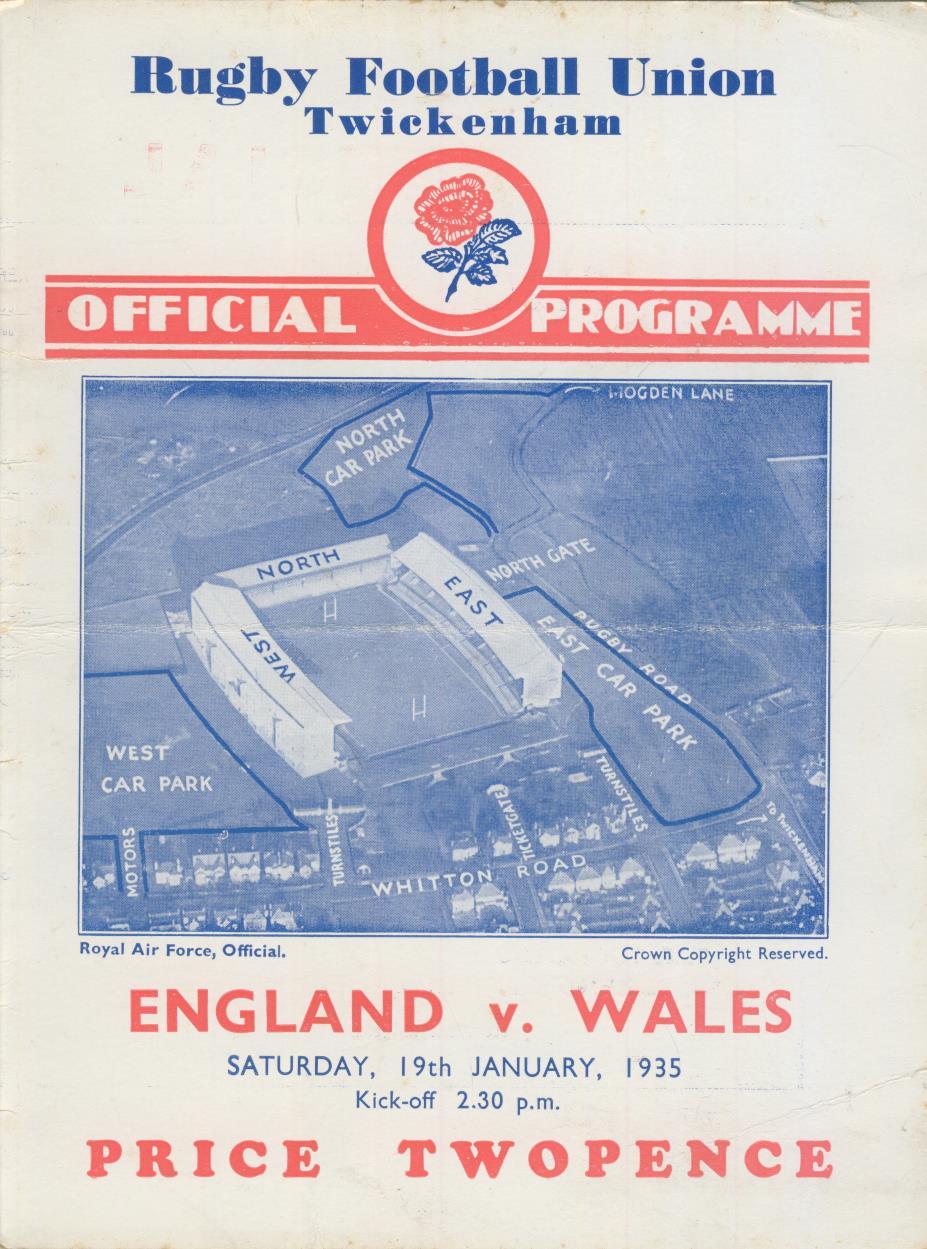 Rugby Football Union
Twickenham
OFFICIAL PROGRAMME
MOGDEN LANE
NORTH
CAR PARK
NORTH
EAST
NORTH GATE
WEST
RUGBY ROAD
EAST CAR PARK
WEST
CAR PARK
MOTORS
TURNSTILES
TICKETGATE
TURNSTILES
TO TWICKENHAM
WHITTON ROAD
Royal Air Force, Official.
Crown Copyright Reserved.
ENGLAND v. WALES
SATURDAY, 19th JANUARY, 1935
Kick-off 2.30 p.m.
PRICE TWOPENCE